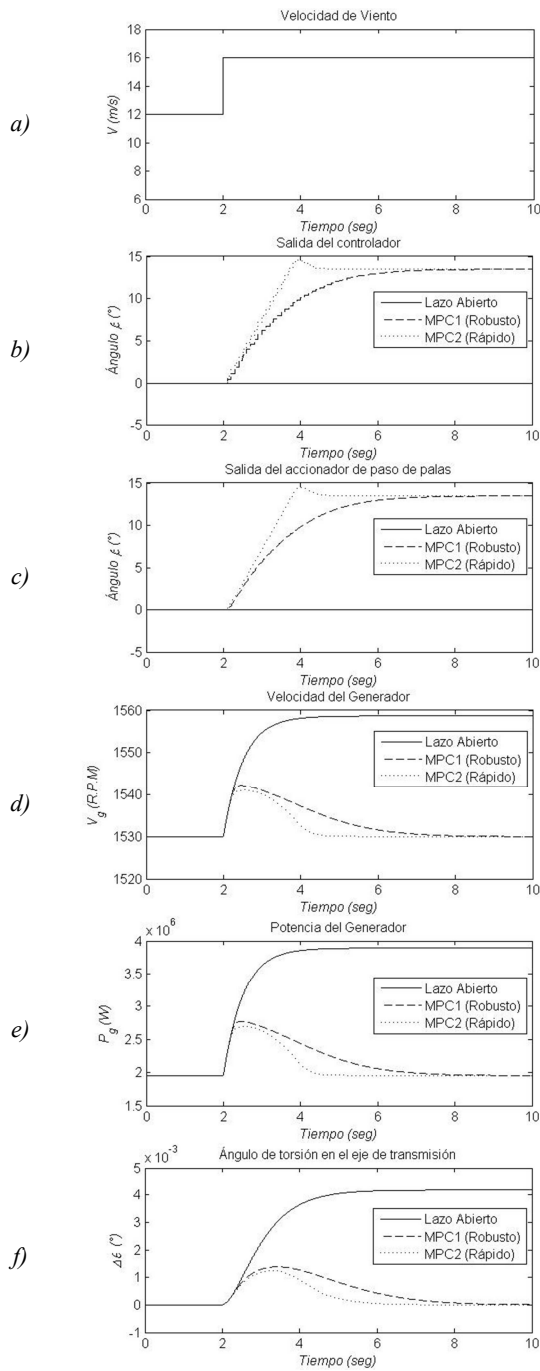 Velocidad de Viento
a)
V (m/s)
18
16
14
12
10
8
6
0 2 4 6 8 10
Tiempo (seg)
Salida del controlador
b)
Ángulo (°)
15
10
5
0
-5
Lazo Abierto
MPC1 (Robusto)
MPC2 (Rápido)
0 2 4 6 8 10
Tiempo (seg)
Salida del accionador de paso de palas
c)
Ángulo (°)
15
10
5
0
-5
Lazo Abierto
MPC1 (Robusto)
MPC2 (Rápido)
0 2 4 6 8 10
Tiempo (seg)
Velocidad del Generador
d)
Vg (R.P.M)
1560
1550
1540
1530
1520
Lazo Abierto
MPC1 (Robusto)
MPC2 (Rápido)
0 2 4 6 8 10
Tiempo (seg)
x 10^6
Potencia del Generador
e)
Pg (W)
4
3.5
3
2.5
2
1.5
Lazo Abierto
MPC1 (Robusto)
MPC2 (Rápido)
0 2 4 6 8 10
Tiempo (seg)
x 10^-3
Ángulo de torsión en el eje de transmisión
f)
(°)
5
4
3
2
1
0
-1
Lazo Abierto
MPC1 (Robusto)
MPC2 (Rápido)
0 2 4 6 8 10
Tiempo (seg)